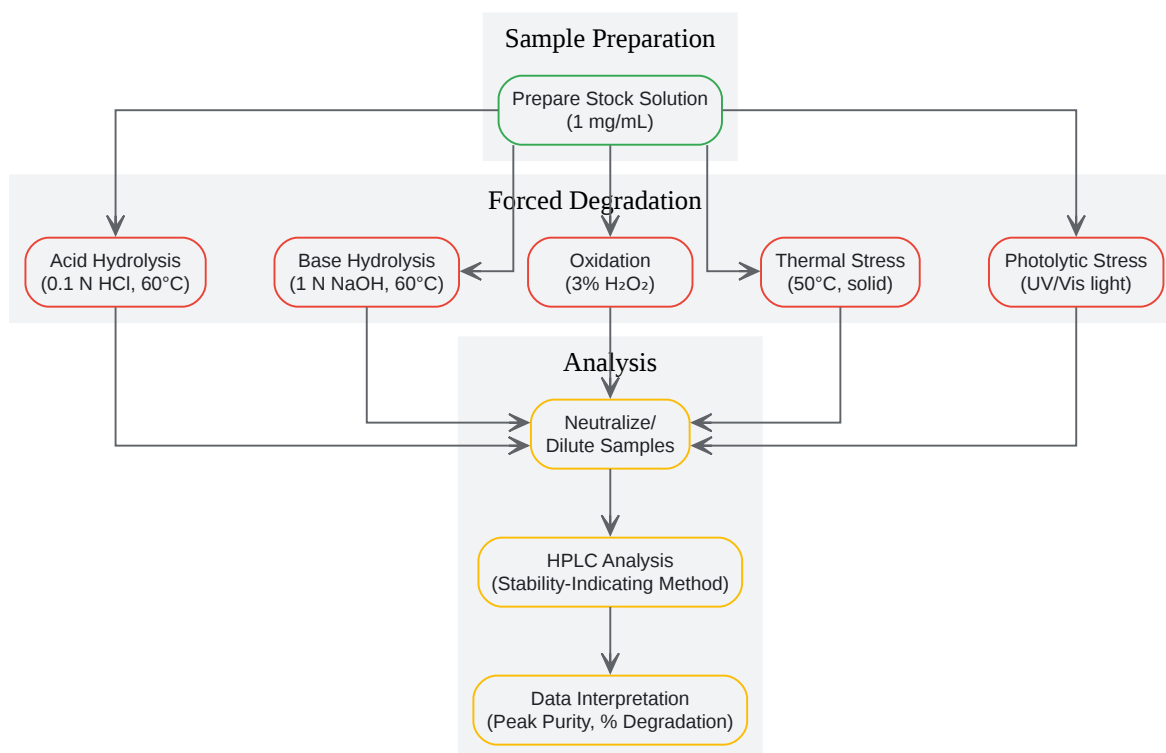 Sample Preparation
Prepare Stock Solution
(1 mg/mL)
Forced Degradation
Acid Hydrolysis
(0.1 N HCl, 60°C)
Base Hydrolysis
(1 N NaOH, 60°C)
Oxidation
(3% H₂O₂)
Thermal Stress
(50°C, solid)
Photolytic Stress
(UV/Vis light)
Analysis
Neutralize/
Dilute Samples
HPLC Analysis
(Stability-Indicating Method)
Data Interpretation
(Peak Purity, % Degradation)